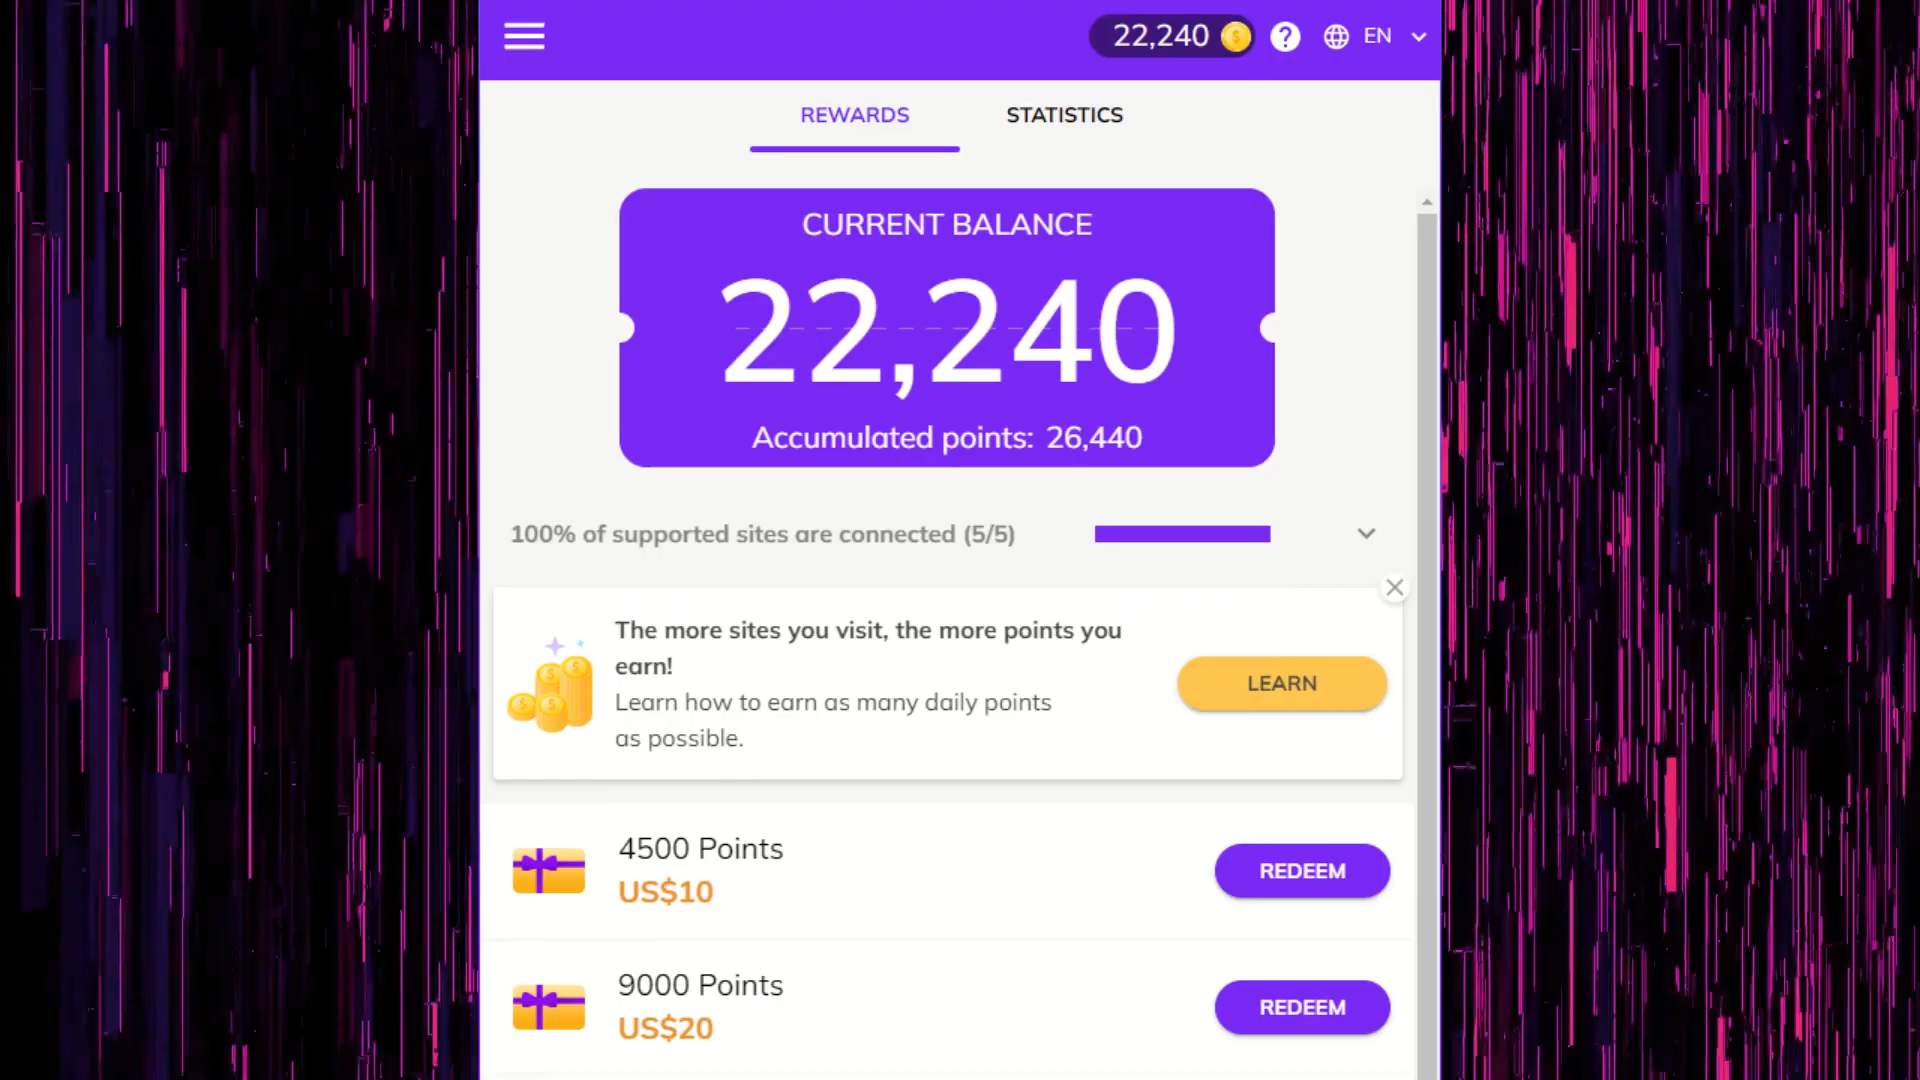 22,240
EN
REWARDS
STATISTICS
CURRENT BALANCE
22,240
Accumulated points: 26,440
100% of supported sites are connected (5/5)
The more sites you visit, the more points you
earn!
Learn how to earn as many daily points
as possible.
LEARN
4500 Points
US$10
REDEEM
9000 Points
US$20
REDEEM